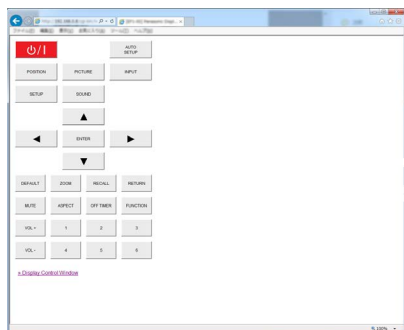 AUTO
SETUP
POSITION
PICTURE
INPUT
SETUP
SOUND
ENTER
DEFAULT
ZOOM
RECALL
RETURN
MUTE
ASPECT
OFF TIMER
FUNCTION
VOL +
1
2
3
VOL -
4
5
6
» Display Control Window
100%